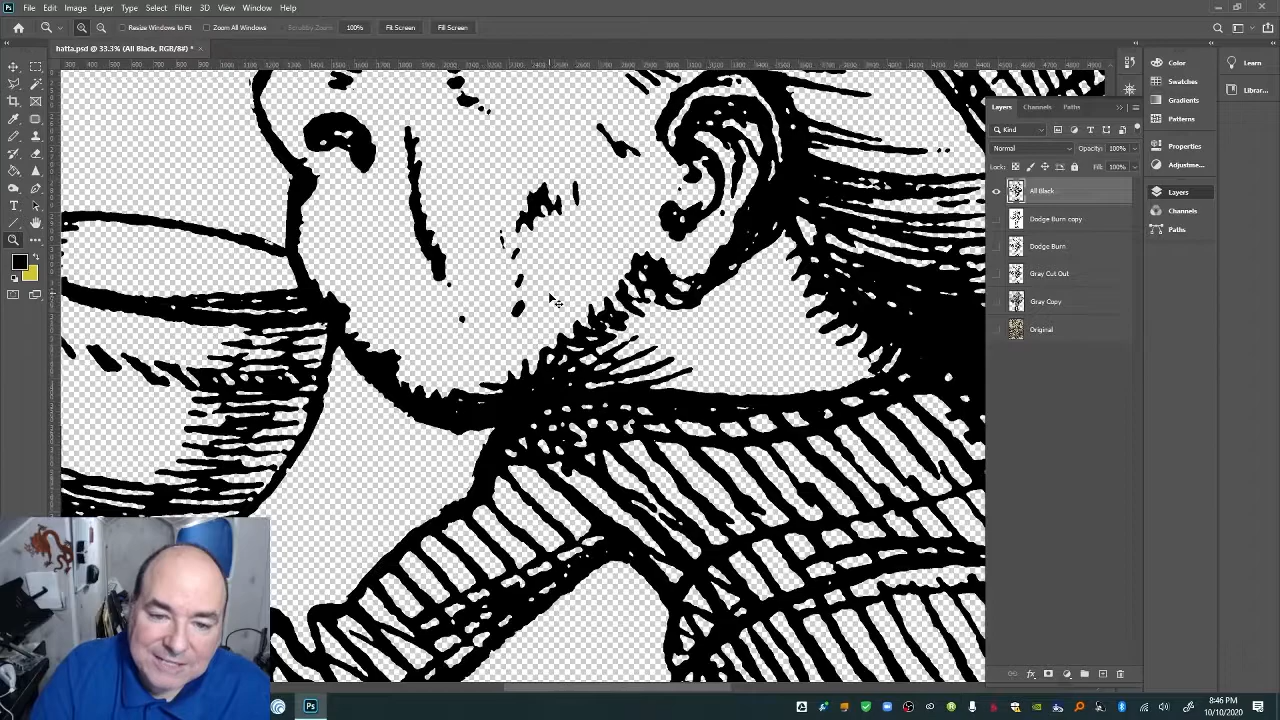 File Edit Image Layer Type Select Filter 3D View Window Help
Resize Windows to Fit Zoom All Windows Scrubby Zoom 100% Fit Screen Fill Screen
hatta.psd @ 33.3% (All Black, RGB/8#) *
Color
Swatches
Gradients
Patterns
Properties
Adjustme...
Layers
Channels
Paths
Learn
Librar...
Layers Channels Paths
Kind
Normal Opacity: 100%
Lock: Fill: 100%
All Black
Dodge Burn copy
Dodge Burn
Gray Cut Out
Gray Copy
Original
8:46 PM
10/10/2020